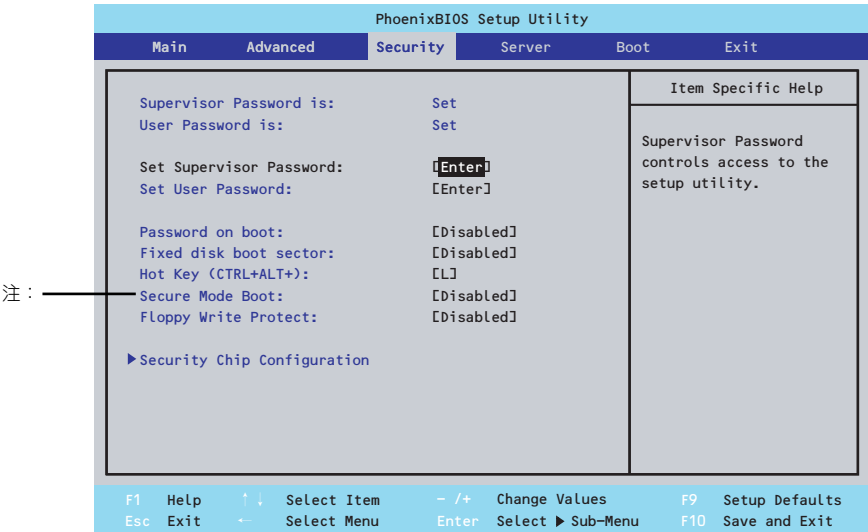 PhoenixBIOS Setup Utility
Main Advanced Security Server Boot Exit
Item Specific Help
Supervisor Password is: Set
User Password is: Set
Supervisor Password
controls access to the
setup utility.
Set Supervisor Password: [Enter]
Set User Password: [Enter]
Password on boot: [Disabled]
Fixed disk boot sector: [Disabled]
Hot Key (CTRL+ALT+): [L]
注: Secure Mode Boot: [Disabled]
Floppy Write Protect: [Disabled]
▶Security Chip Configuration
F1 Help ↑↓ Select Item − /+ Change Values F9 Setup Defaults
Esc Exit ← Select Menu Enter Select ▶ Sub−Menu F10 Save and Exit